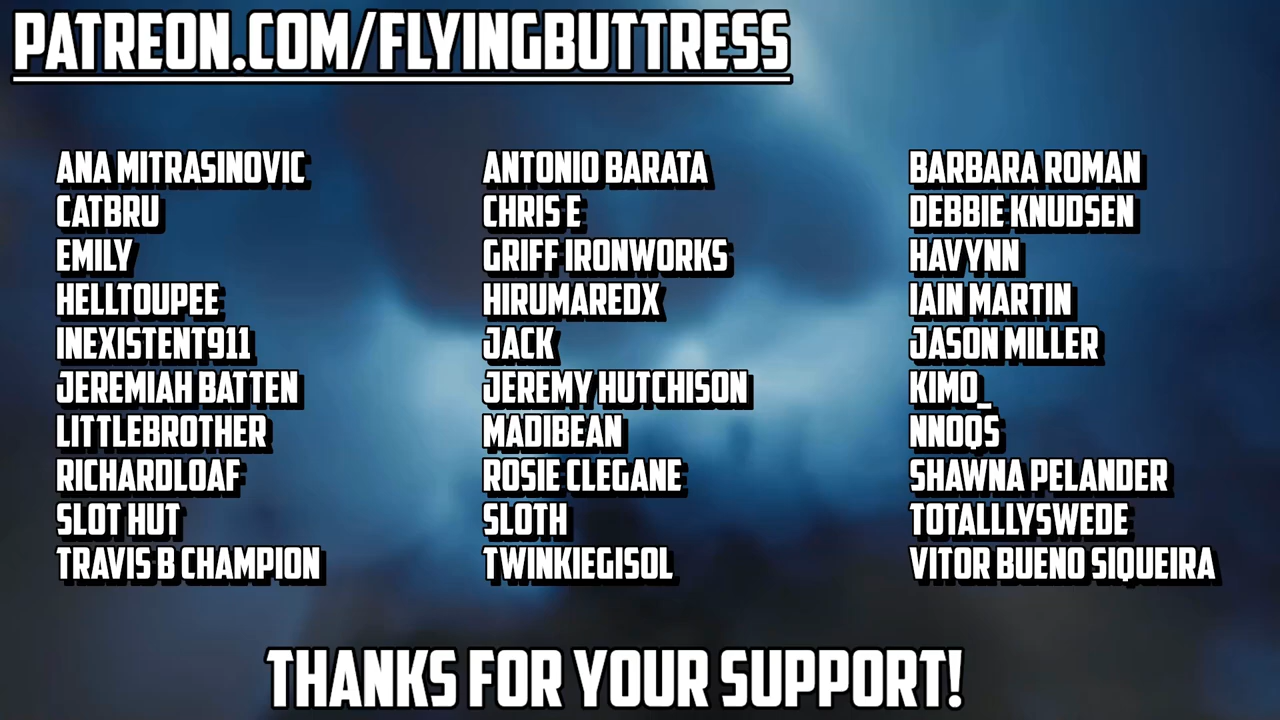 PATREON.COM/FLYINGBUTTRESS
ANA MITRASINOVIC
CATBRU
EMILY
HELLTOUPEE
INEXISTENT911
JEREMIAH BATTEN
LITTLEBROTHER
RICHARDLOAF
SLOT HUT
TRAVIS B CHAMPION
ANTONIO BARATA
CHRIS E
GRIFF IRONWORKS
HIRUMAREDX
JACK
JEREMY HUTCHISON
MADIBEAN
ROSIE CLEGANE
SLOTH
TWINKIEGISOL
BARBARA ROMAN
DEBBIE KNUDSEN
HAVYNN
IAIN MARTIN
JASON MILLER
KIMO_
NNOQS
SHAWNA PELANDER
TOTALLLYSWEDE
VITOR BUENO SIQUEIRA
THANKS FOR YOUR SUPPORT!